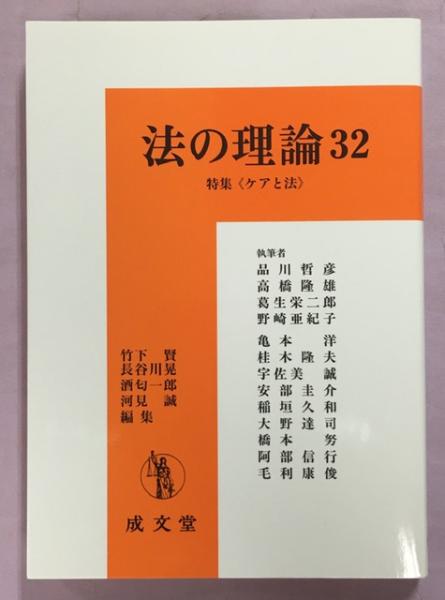 法の理論32
特集《ケアと法》
執筆者
品川哲彦
高橋隆雄
葛生栄二郎
野崎亜紀子
亀本洋
桂木隆夫
宇佐美誠
安部圭介
稲垣久和
大野達司
橋本努
阿部信行
毛利康俊
竹下賢
長谷川晃
酒匂一郎
河見誠
編集
成文堂